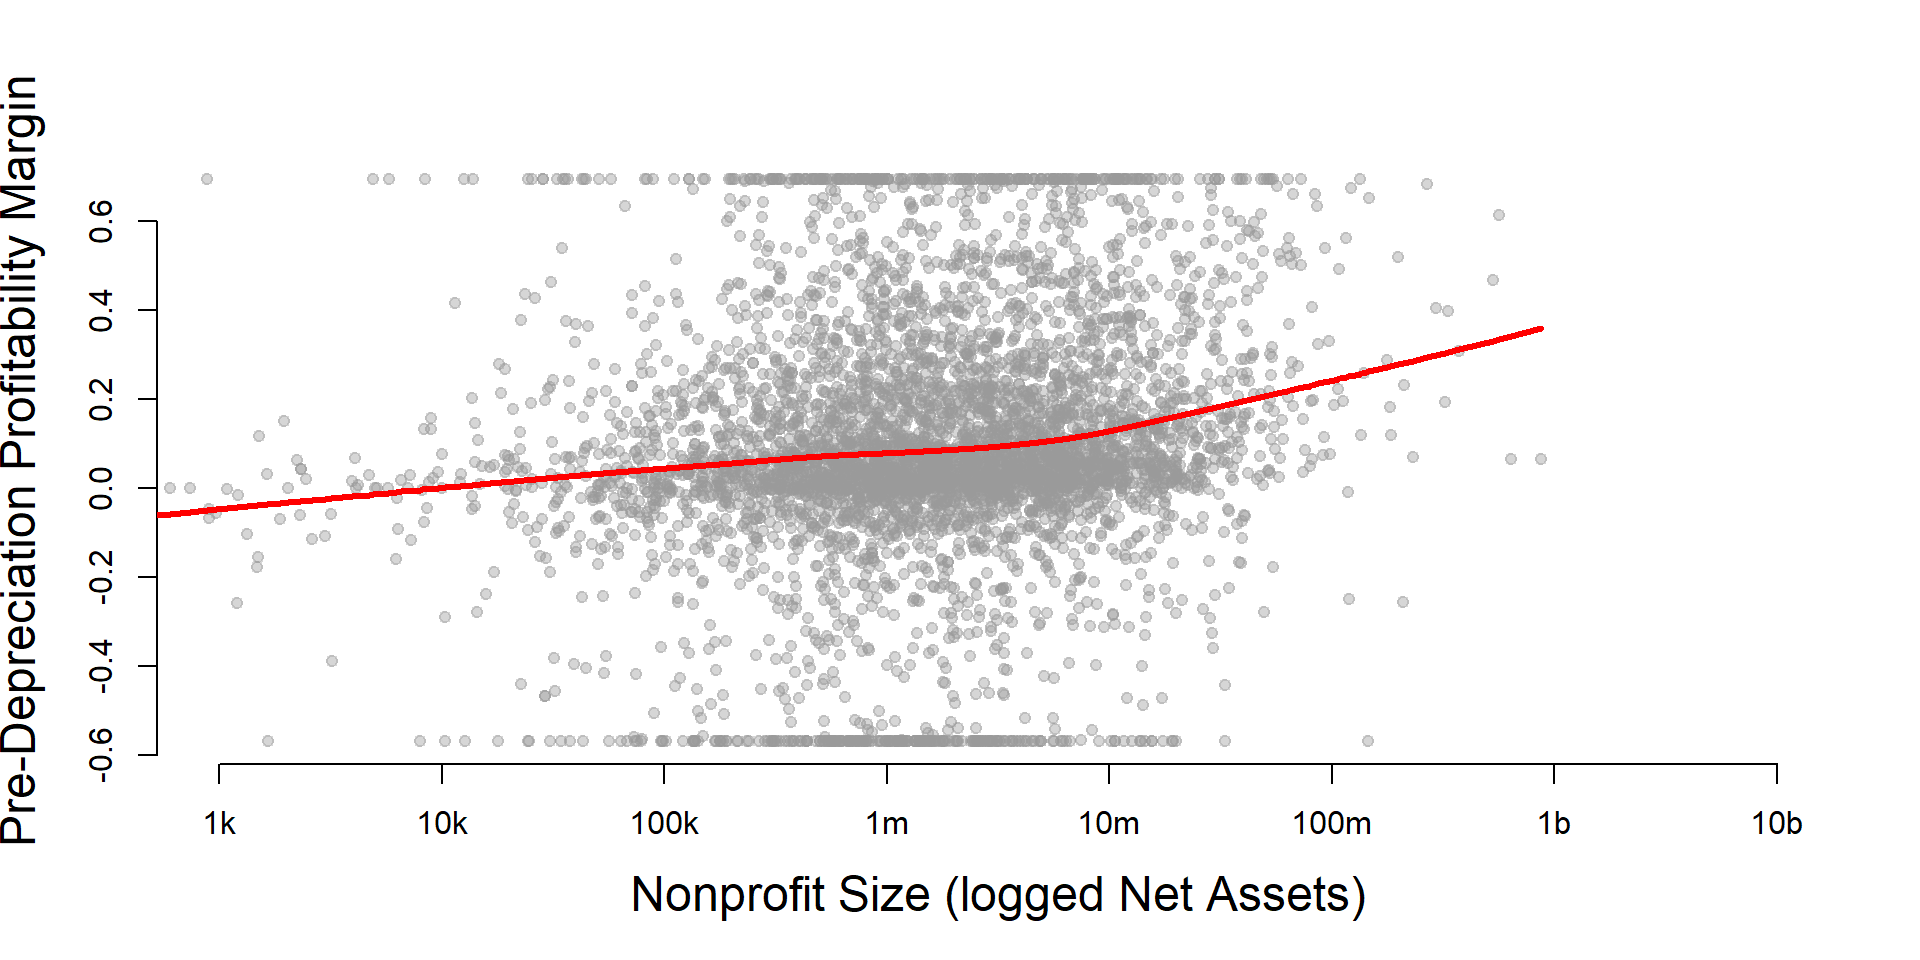 Pre-Depreciation Profitability Margin
0.6
0.4
0.2
0.0
-0.2
-0.4
-0.6
1k 10k 100k 1m 10m 100m 1b 10b
Nonprofit Size (logged Net Assets)